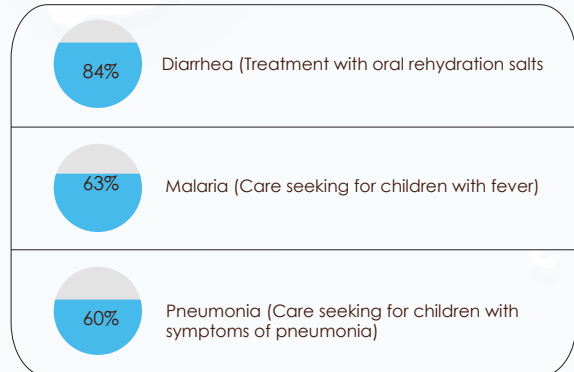 84%
Diarrhea (Treatment with oral rehydration salts
63%
Malaria (Care seeking for children with fever)
60%
Pneumonia (Care seeking for children with
symptoms of pneumonia)